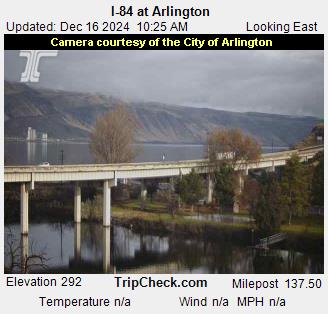 I-84 at Arlington
Updated: Dec 16 2024 10:25 AM Looking East
Camera courtesy of the City of Arlington
Elevation 292 TripCheck.com Milepost 137.50
Temperature n/a Wind n/a MPH n/a